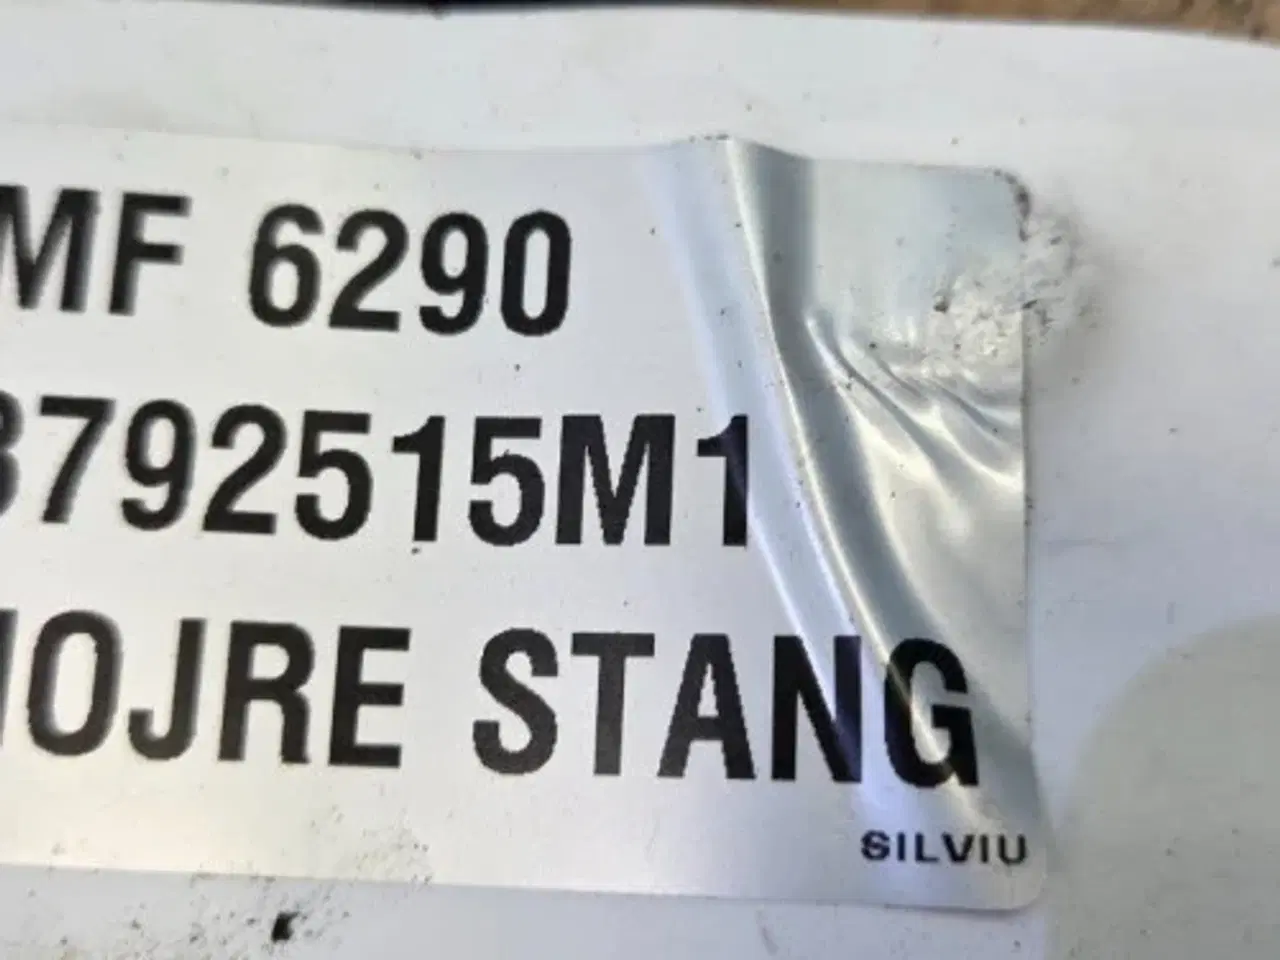 MF 6290
3792515M1
HOJRE STANG
SILVIU